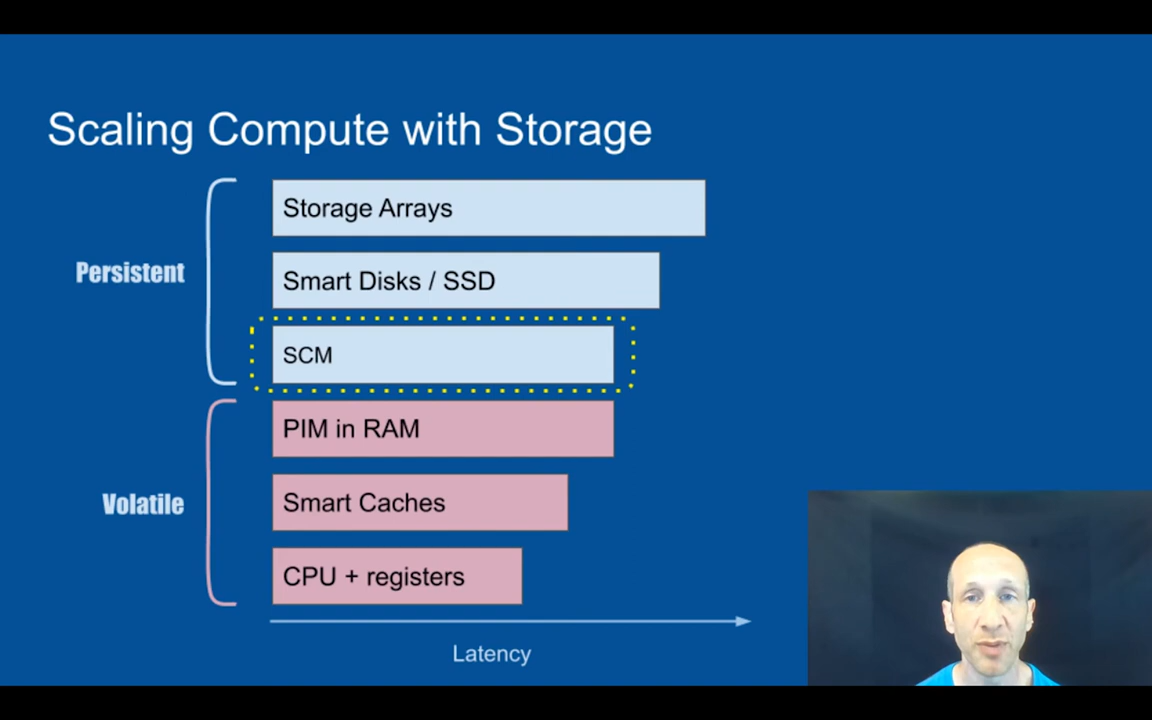 Scaling Compute with Storage
Persistent
Storage Arrays
Smart Disks / SSD
SCM
Volatile
PIM in RAM
Smart Caches
CPU + registers
Latency